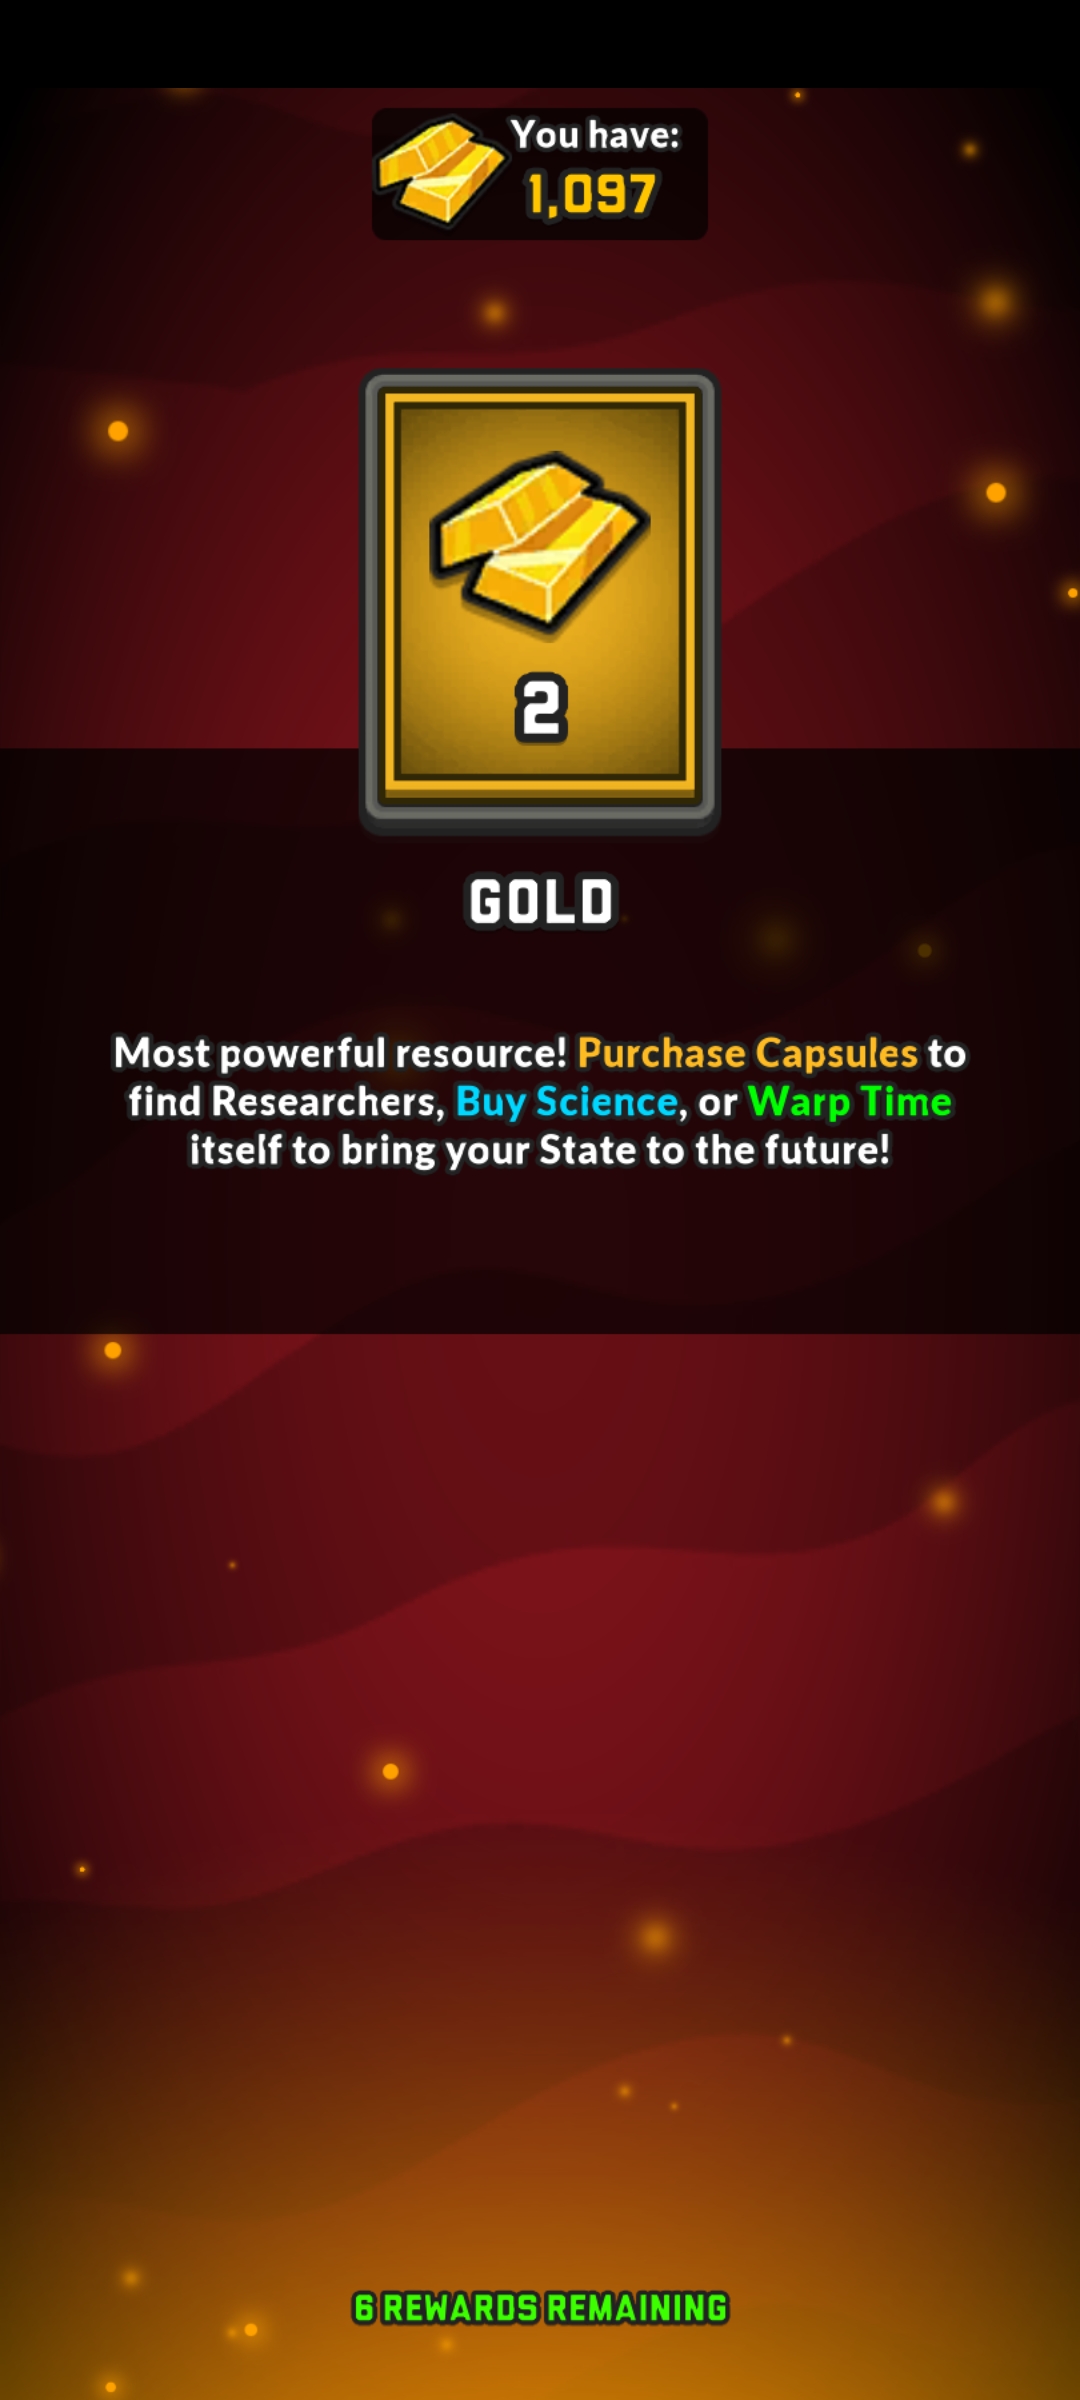 You have:
1,097
2
GOLD
Most powerful resource! Purchase Capsules to
find Researchers, Buy Science, or Warp Time
itself to bring your State to the future!
6 REWARDS REMAINING